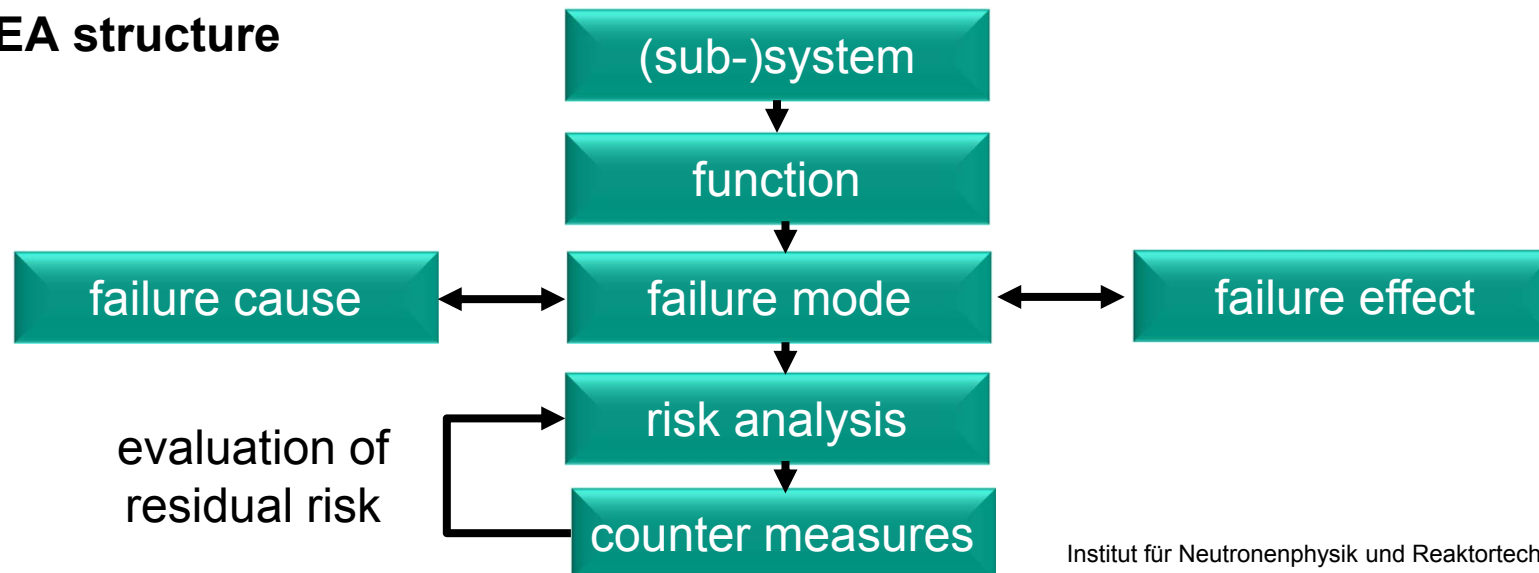 EA structure
(sub-)system
function
failure cause
failure mode
failure effect
risk analysis
evaluation of
residual risk
counter measures
Institut für Neutronenphysik und Reaktortech